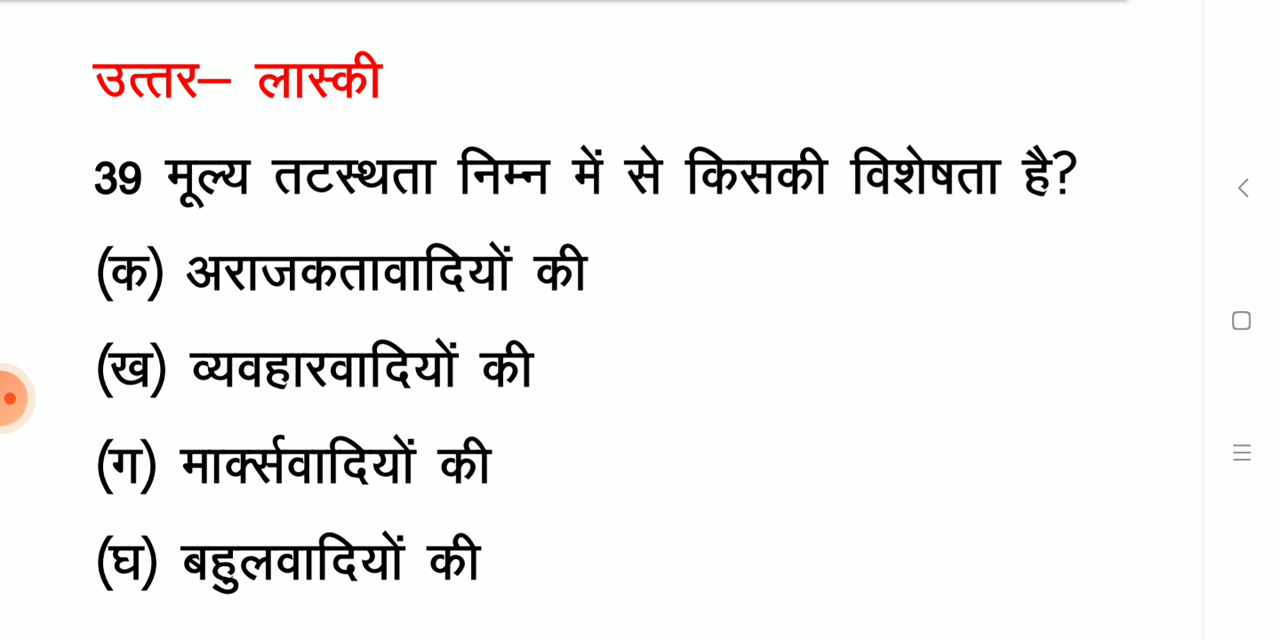 उत्तर– लास्की
39 मूल्य तटस्थता निम्न में से किसकी विशेषता है?
(क) अराजकतावादियों की
(ख) व्यवहारवादियों की
(ग) मार्क्सवादियों की
(घ) बहुलवादियों की